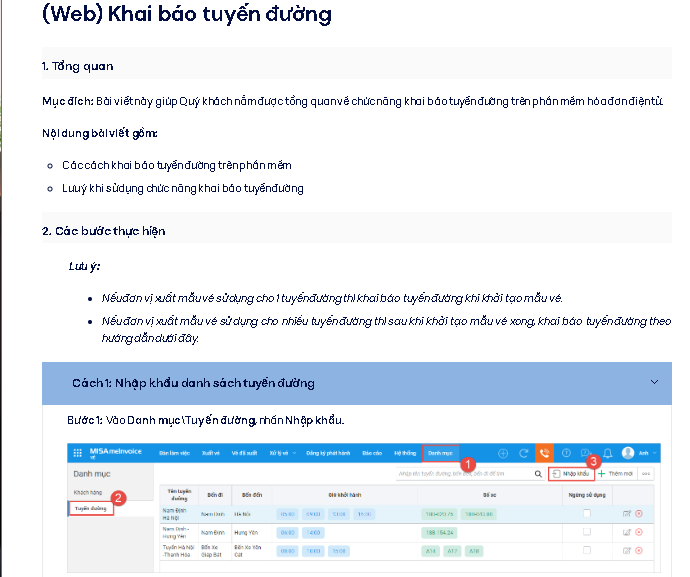 (Web) Khai báo tuyến đường
1. Tổng quan
Mục đích: Bài viết này giúp Quý khách nắm được tổng quan về chức năng khai báo tuyến đường trên phần mềm hóa đơn điện tử.
Nội dung bài viết gồm:
Các cách khai báo tuyến đường trên phần mềm
Lưu ý khi sử dụng chức năng khai báo tuyến đường
2. Các bước thực hiện
Lưu ý:
Nếu đơn vị xuất mẫu vé sử dụng cho 1 tuyến đường thì khai báo tuyến đường khi khởi tạo mẫu vé.
Nếu đơn vị xuất mẫu vé sử dụng cho nhiều tuyến đường thì sau khi khởi tạo mẫu vé xong, khai báo tuyến đường theo
hướng dẫn dưới đây.
Cách 1: Nhập khẩu danh sách tuyến đường
Bước 1: Vào Danh mục\Tuyến đường, nhấn Nhập khẩu.
MISA meInvoice Bàn làm việc Xuất vé Vé đã xuất Xử lý vé Đăng ký phát hành Báo cáo Hệ thống Danh mục Anh
VÉ
1
Danh mục Nhập tên tuyến đường, bến đến, bến đi để tìm Nhập khẩu 3 Thêm mới
Khách hàng
2
Tuyến đường
Tên tuyến đường Bến đi Bến đến Giờ khởi hành Số xe Ngừng sử dụng
Nam Định Nam Định Hà Nội
Hà Nội
Nam Định - Nam Định Hưng Yên 14:00
Hưng Yên
Tuyến Hà Nội Bến Xe Bến Xe Yên
-Thanh Hóa Giáp Bát Cát